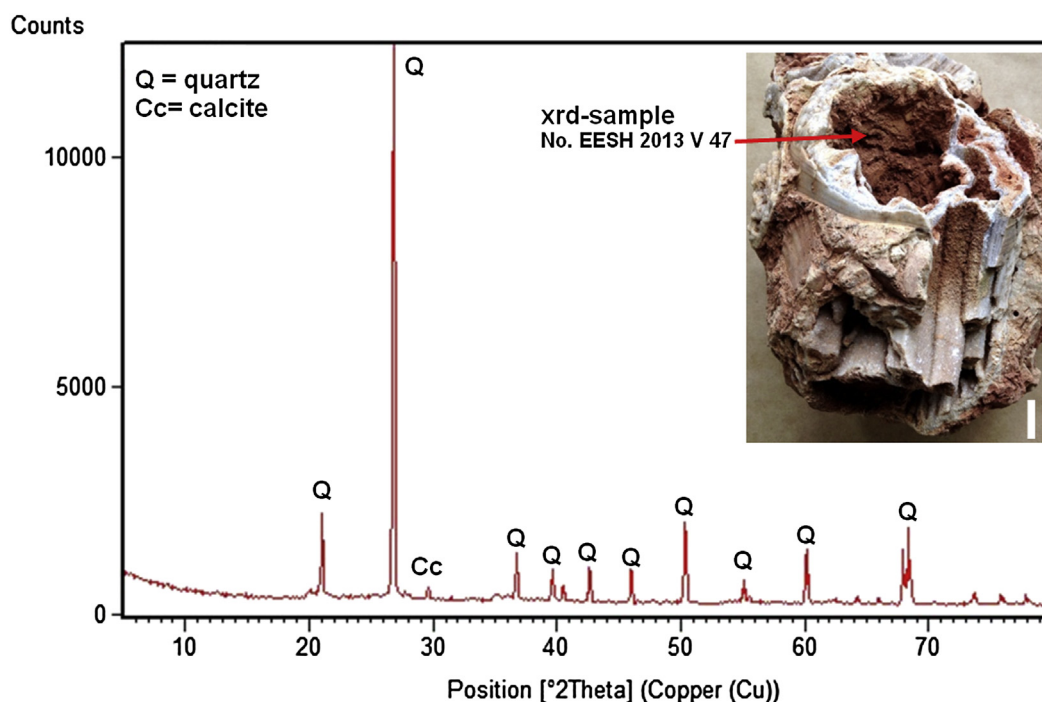 Counts
Q = quartz
Cc= calcite
Q
xrd-sample
No. EESH 2013 V 47
10000
5000
Q
Cc
Q
Q
Q
Q
Q
Q
Q
Q
0
10
20
30
40
50
60
70
Position [°2Theta] (Copper (Cu))